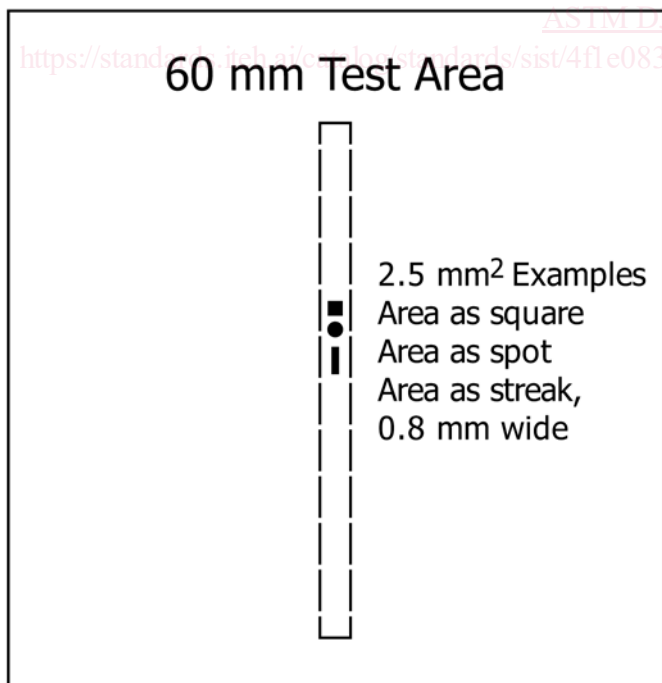 ASTM D
https://standards.iteh.ai/catalog/standards/sist/4f1e083
60 mm Test Area
2.5 mm² Examples
Area as square
Area as spot
Area as streak,
0.8 mm wide